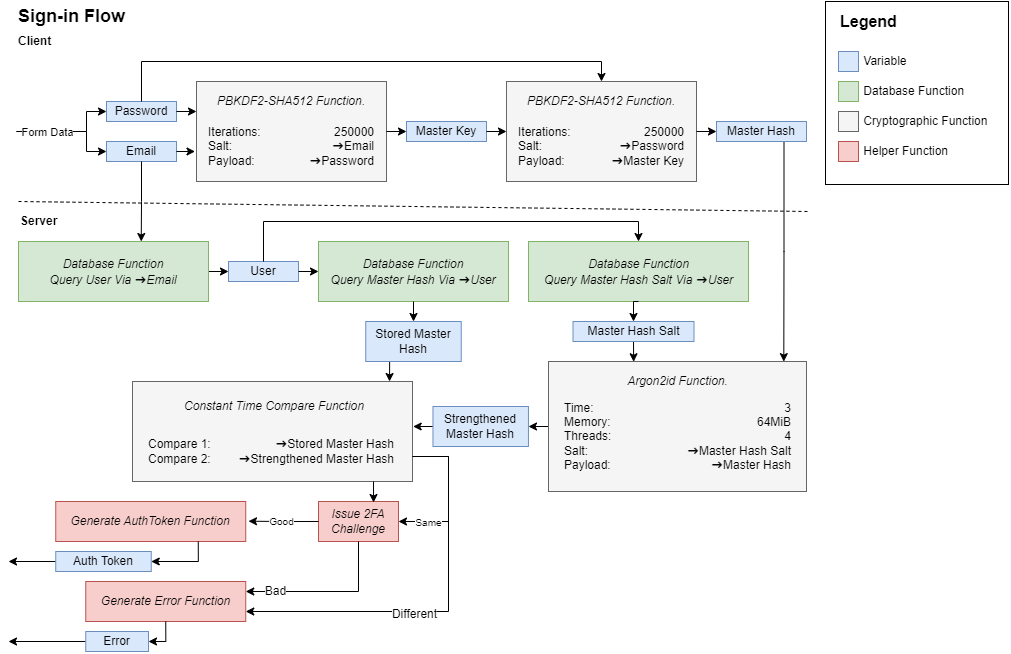 Sign-in Flow
Client
Legend
Variable
Database Function
Cryptographic Function
Helper Function
Form Data
Password
Email
PBKDF2-SHA512 Function.
Iterations: 250000
Salt: ➔Email
Payload: ➔Password
Master Key
PBKDF2-SHA512 Function.
Iterations: 250000
Salt: ➔Password
Payload: ➔Master Key
Master Hash
Server
Database Function
Query User Via ➔Email
User
Database Function
Query Master Hash Via ➔User
Database Function
Query Master Hash Salt Via ➔User
Stored Master
Hash
Master Hash Salt
Argon2id Function.
Time: 3
Memory: 64MiB
Threads: 4
Salt: ➔Master Hash Salt
Payload: ➔Master Hash
Strengthened
Master Hash
Constant Time Compare Function
Compare 1: ➔Stored Master Hash
Compare 2: ➔Strengthened Master Hash
Same
Issue 2FA
Challenge
Good
Generate AuthToken Function
Auth Token
Bad
Different
Generate Error Function
Error